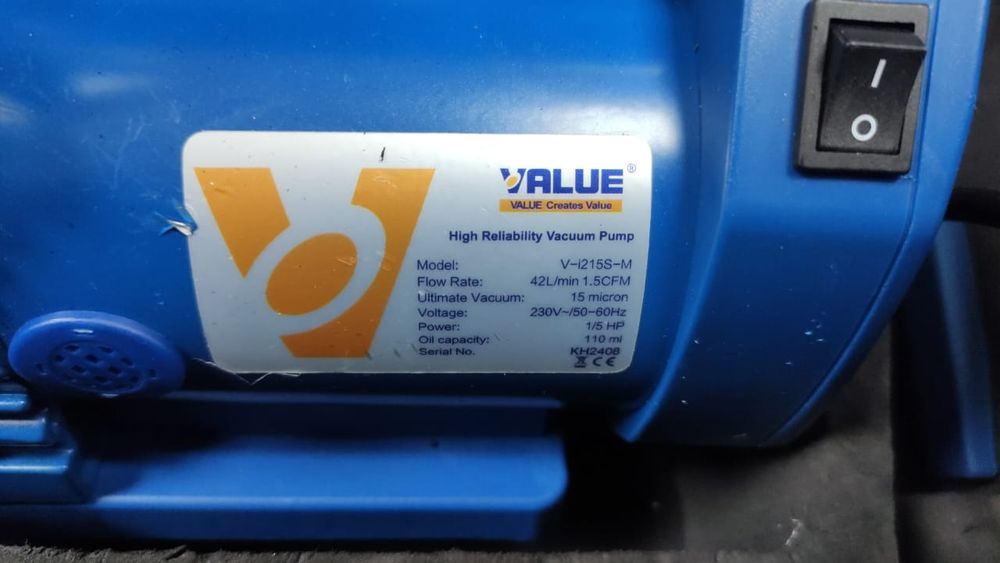 VALUE®
VALUE Creates Value
High Reliability Vacuum Pump
Model: V-i215S-M
Flow Rate: 42L/min 1.5CFM
Ultimate Vacuum: 15 micron
Voltage: 230V~/50-60Hz
Power: 1/5 HP
Oil capacity: 110 ml
Serial No. KH2408
CE
I
O